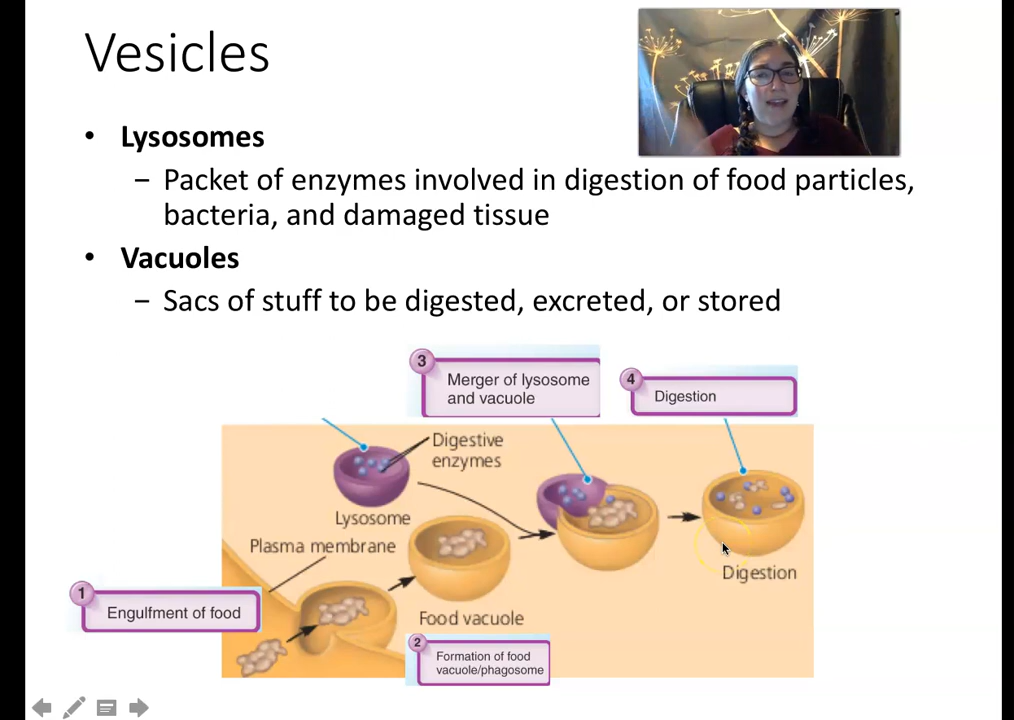 Vesicles
• Lysosomes
– Packet of enzymes involved in digestion of food particles,
bacteria, and damaged tissue
• Vacuoles
– Sacs of stuff to be digested, excreted, or stored
3
Merger of lysosome
and vacuole
4
Digestion
Digestive
enzymes
Lysosome
Plasma membrane
Digestion
1
Engulfment of food
Food vacuole
2
Formation of food
vacuole/phagosome